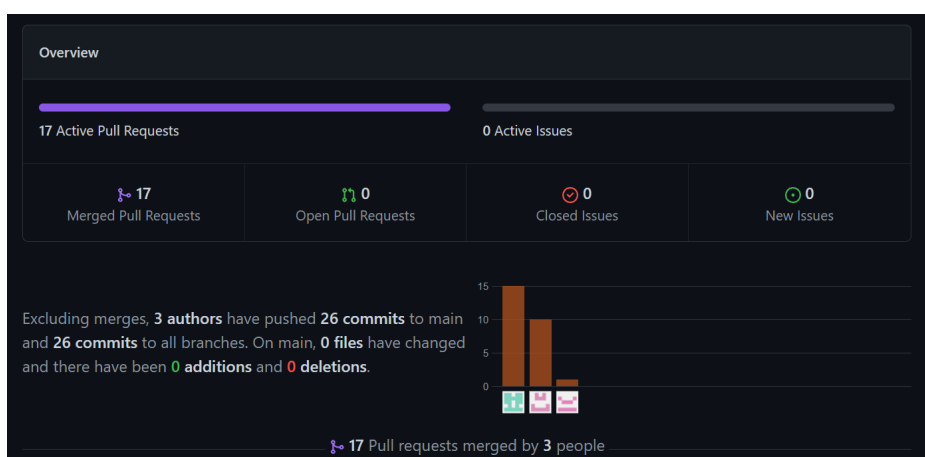 Overview
17 Active Pull Requests
0 Active Issues
17
Merged Pull Requests
0
Open Pull Requests
0
Closed Issues
0
New Issues
Excluding merges, 3 authors have pushed 26 commits to main
and 26 commits to all branches. On main, 0 files have changed
and there have been 0 additions and 0 deletions.
15
10
5
0
17 Pull requests merged by 3 people